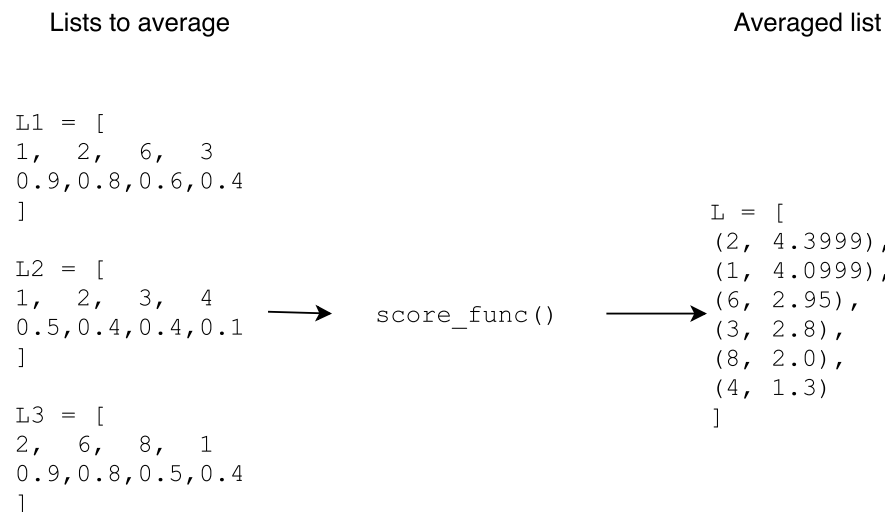 Lists to average
Averaged list
L1 = [
1, 2, 6, 3
0.9,0.8,0.6,0.4
]
L2 = [
1, 2, 3, 4
0.5,0.4,0.4,0.1
]
L3 = [
2, 6, 8, 1
0.9,0.8,0.5,0.4
]
score_func()
L = [
(2, 4.3999),
(1, 4.0999),
(6, 2.95),
(3, 2.8),
(8, 2.0),
(4, 1.3)
]